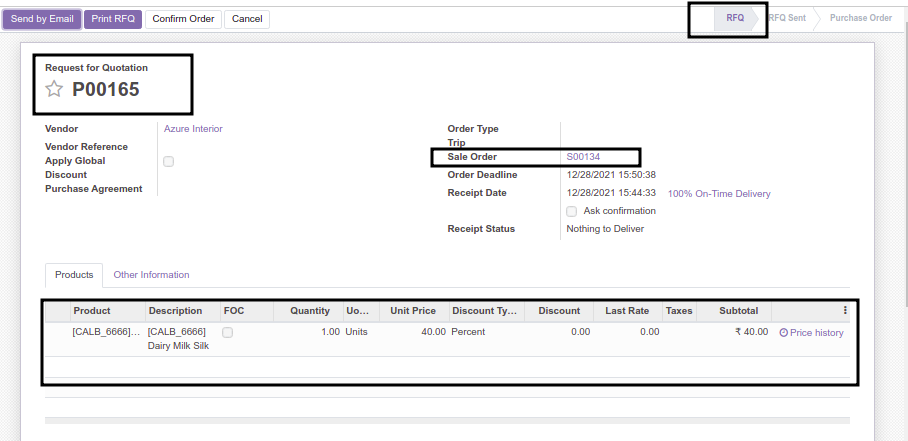 Send by Email Print RFQ Confirm Order Cancel RFQ RFQ Sent Purchase Order
Request for Quotation
P00165
Vendor Azure Interior
Vendor Reference
Apply Global
Discount
Purchase Agreement
Order Type
Trip
Sale Order S00134
Order Deadline 12/28/2021 15:50:38
Receipt Date 12/28/2021 15:44:33 100% On-Time Delivery
Ask confirmation
Receipt Status Nothing to Deliver
Products Other Information
Product Description FOC Quantity Uo... Unit Price Discount Ty... Discount Last Rate Taxes Subtotal
[CALB_6666]... [CALB_6666] 1.00 Units 40.00 Percent 0.00 0.00 ₹ 40.00 Price history
Dairy Milk Silk